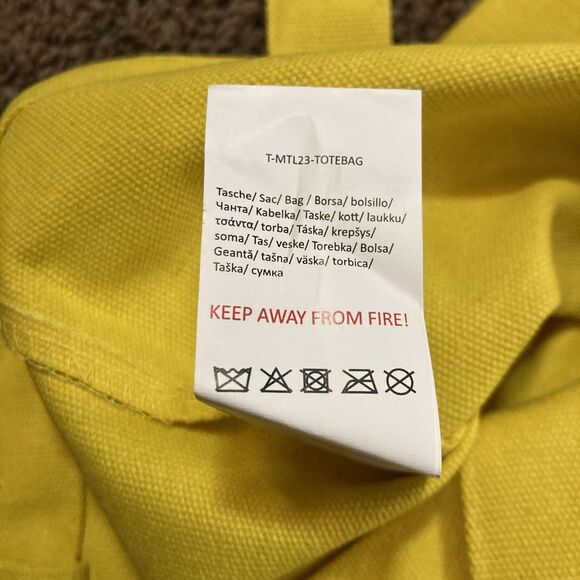 T-MTL23-TOTEBAG
Tasche/ Sac/ Bag / Borsa/ bolsillo/
Чанта/ Kabelka/ Taske/ kott/ laukku/
τσάντα/ torba/ Táska/ krepšys/
soma/ Tas/ veske/ Torebka/ Bolsa/
Geantă/ tašna/ väska/ torbica/
Taška/ сумка
KEEP AWAY FROM FIRE!